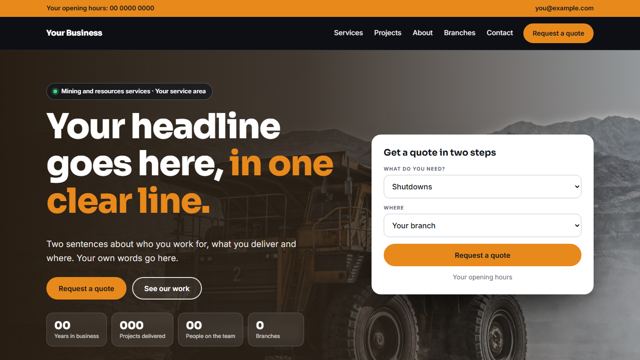 Your opening hours: 00 0000 0000
you@example.com
Your Business
Services
Projects
About
Branches
Contact
Request a quote
Mining and resources services · Your service area
Your headline
goes here, in one
clear line.
Two sentences about who you work for, what you deliver and
where. Your own words go here.
Request a quote
See our work
00
Years in business
000
Projects delivered
00
People on the team
0
Branches
Get a quote in two steps
WHAT DO YOU NEED?
Shutdowns
WHERE
Your branch
Request a quote
Your opening hours